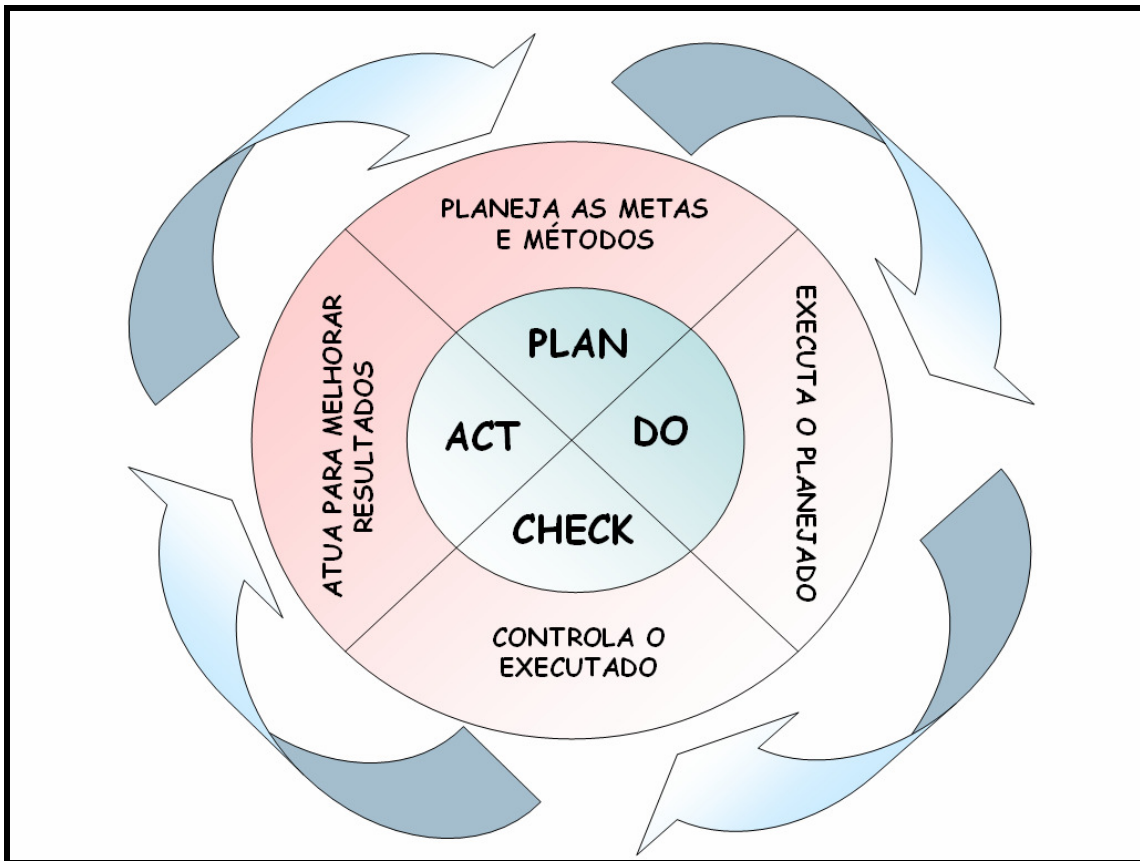 PLANEJA AS METAS
E MÉTODOS
PLAN
EXECUTA O PLANEJADO
DO
CHECK
CONTROLA O
EXECUTADO
ACT
ATUA PARA MELHORAR
RESULTADOS